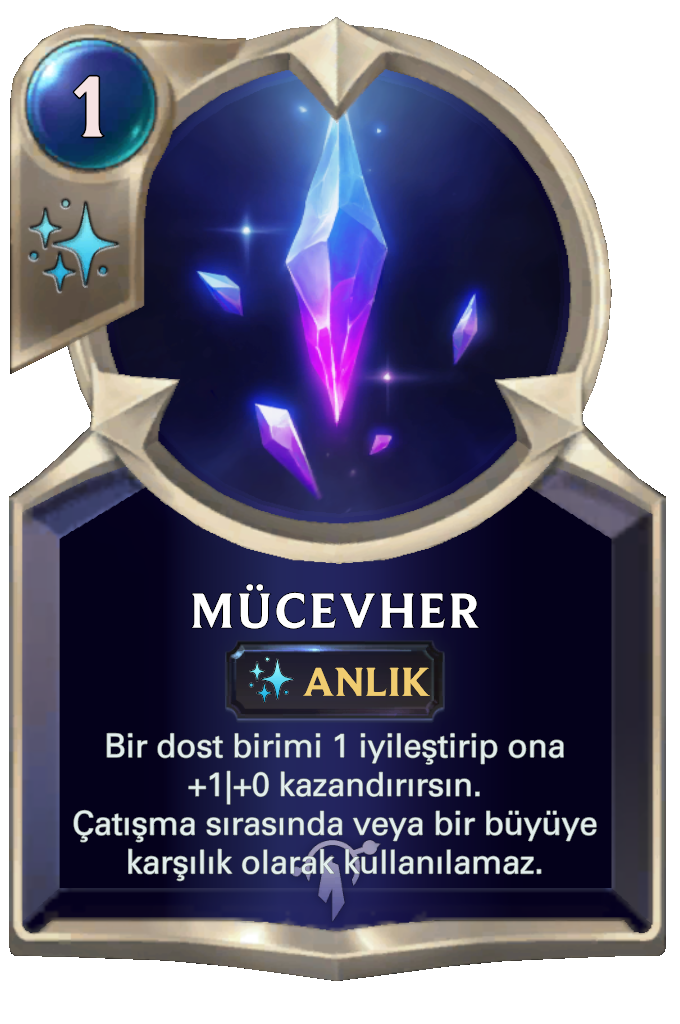 1
MÜCEVHER
ANLIK
Bir dost birimi 1 iyileştirip ona
+1|+0 kazandırırsın.
Çatışma sırasında veya bir büyüye
karşılık olarak kullanılamaz.